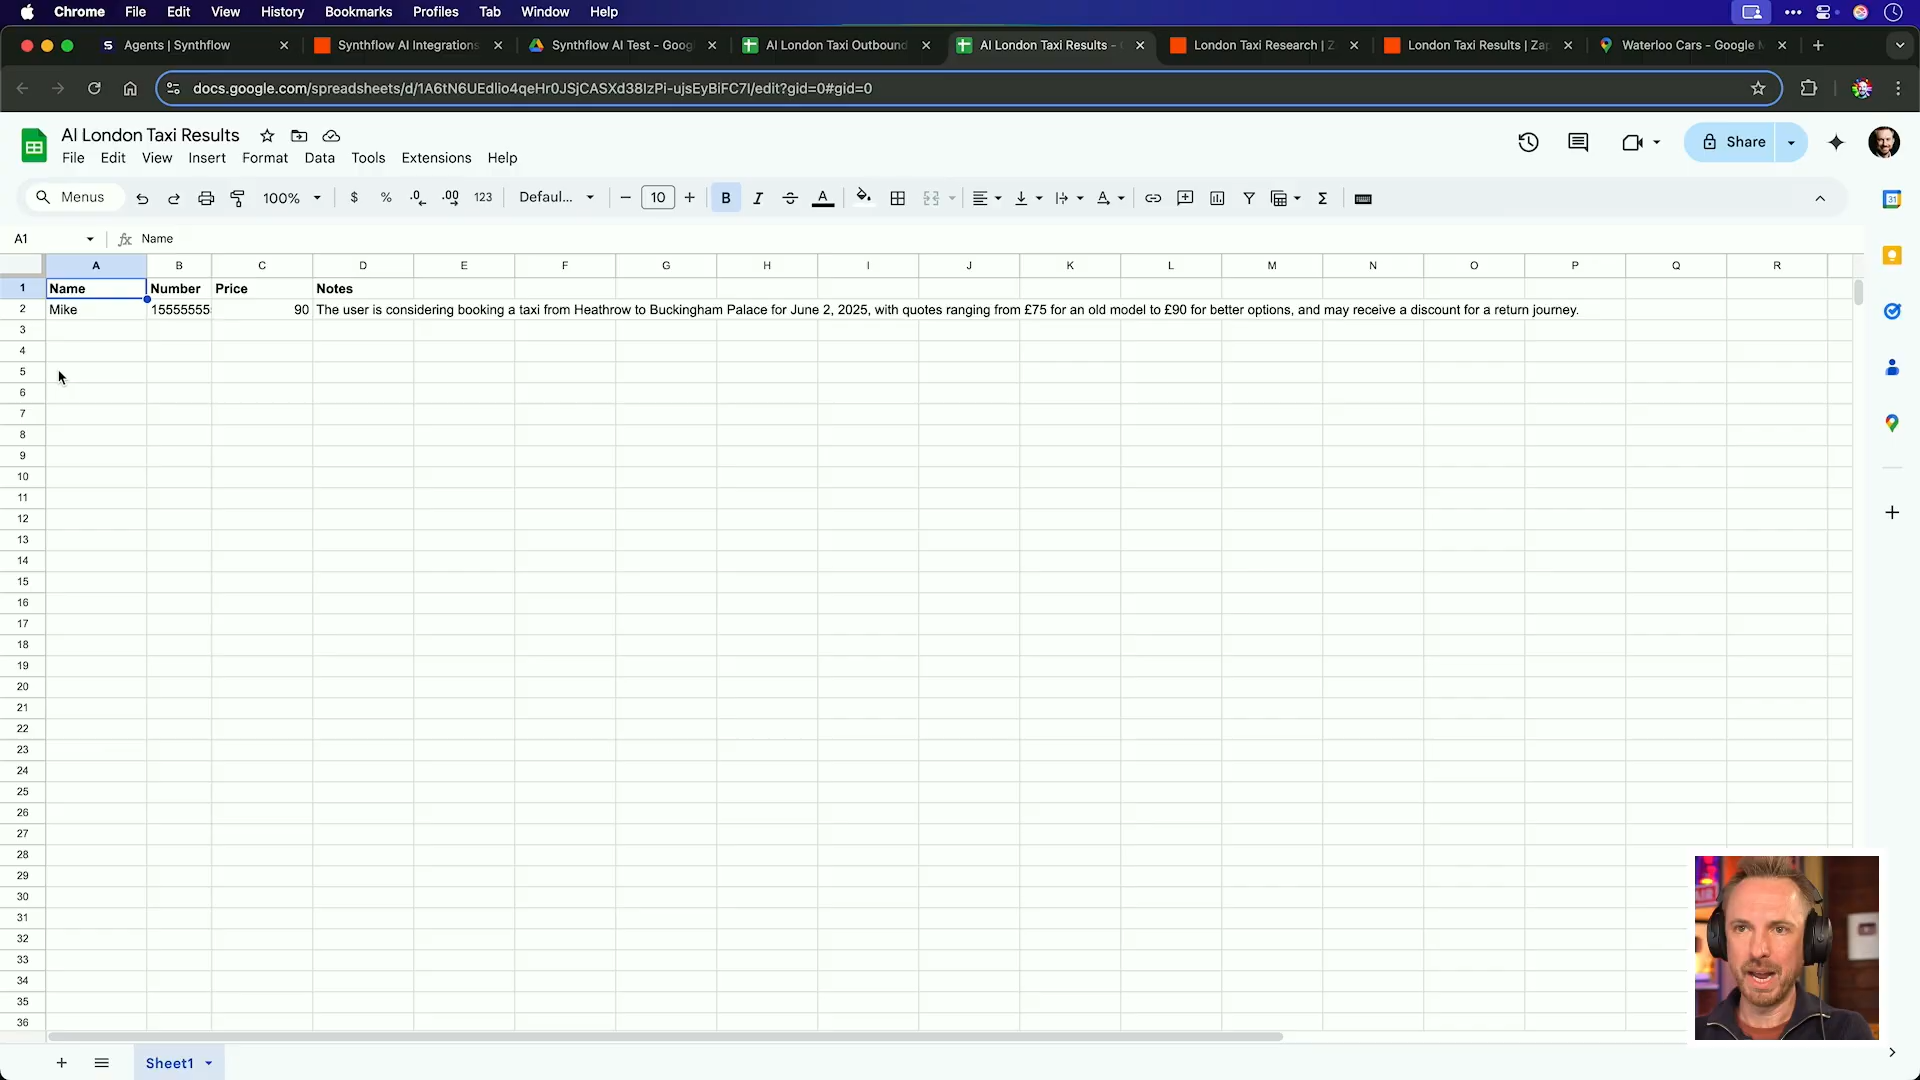 Chrome File Edit View History Bookmarks Profiles Tab Window Help
Agents | Synthflow Synthflow AI Integrations Synthflow AI Test - Goog AI London Taxi Outbound AI London Taxi Results - London Taxi Research | Z London Taxi Results | Zap Waterloo Cars - Google M
docs.google.com/spreadsheets/d/1A6tN6UEdlio4qeHr0JSjCASXd38IzPi-ujsEyBiFC7I/edit?gid=0#gid=0
AI London Taxi Results
File Edit View Insert Format Data Tools Extensions Help
Share
Menus 100% $ % .0 .00 123 Defaul... 10 B I A
31
A1 fx Name
A B C D E F G H I J K L M N O P Q R
1 Name Number Price Notes
2 Mike 15555555 90 The user is considering booking a taxi from Heathrow to Buckingham Palace for June 2, 2025, with quotes ranging from £75 for an old model to £90 for better options, and may receive a discount for a return journey.
3
4
5
6
7
8
9
10
11
12
13
14
15
16
17
18
19
20
21
22
23
24
25
26
27
28
29
30
31
32
33
34
35
36
Sheet1